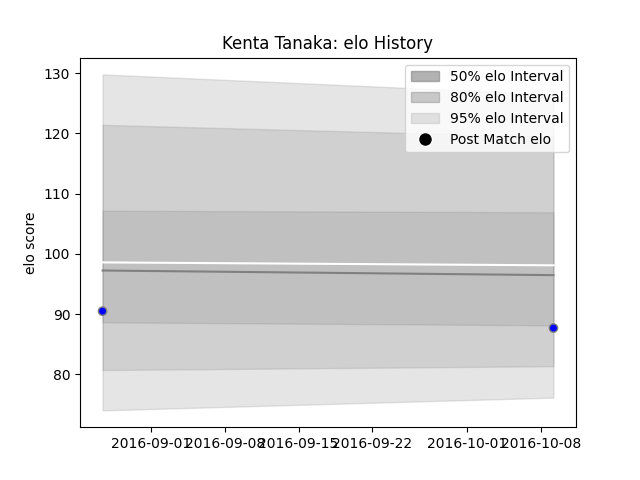 Kenta Tanaka: elo History
50% elo Interval
80% elo Interval
95% elo Interval
Post Match elo
elo score
130
120
110
100
90
80
2016-09-01
2016-09-08
2016-09-15
2016-09-22
2016-10-01
2016-10-08